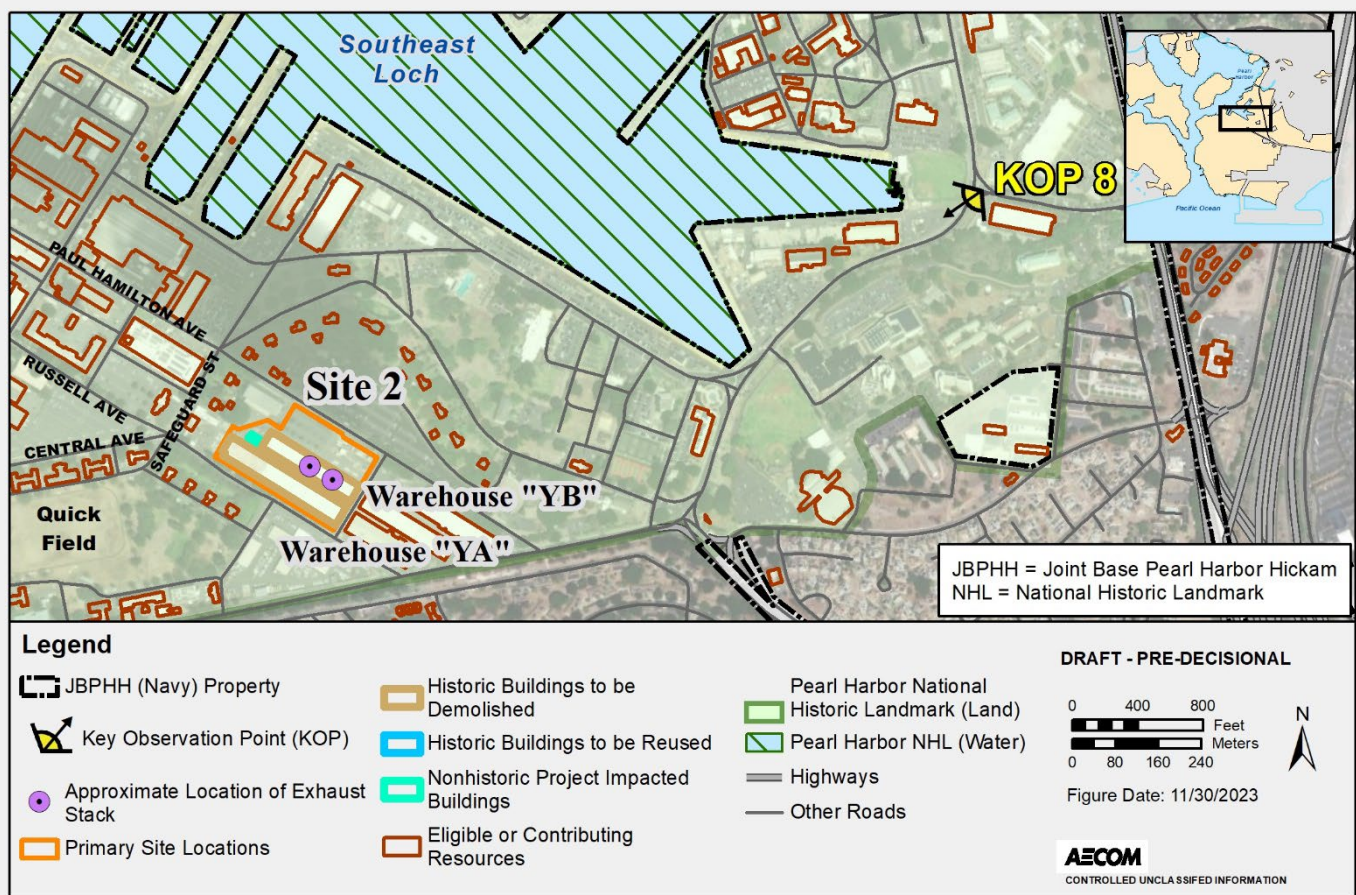 Southeast
Loch
KOP 8
Pearl
Harbor
Pacific Ocean
PAUL HAMILTON AVE
RUSSELL AVE
SAFEGUARD ST
CENTRAL AVE
Site 2
Warehouse "YB"
Warehouse "YA"
Quick
Field
JBPHH = Joint Base Pearl Harbor Hickam
NHL = National Historic Landmark
Legend
JBPHH (Navy) Property
Key Observation Point (KOP)
Approximate Location of Exhaust
Stack
Primary Site Locations
Historic Buildings to be
Demolished
Historic Buildings to be Reused
Nonhistoric Project Impacted
Buildings
Eligible or Contributing
Resources
Pearl Harbor National
Historic Landmark (Land)
Pearl Harbor NHL (Water)
Highways
Other Roads
DRAFT - PRE-DECISIONAL
0 400 800
Feet
Meters
0 80 160 240
N
Figure Date: 11/30/2023
AECOM
CONTROLLED UNCLASSIFED INFORMATION